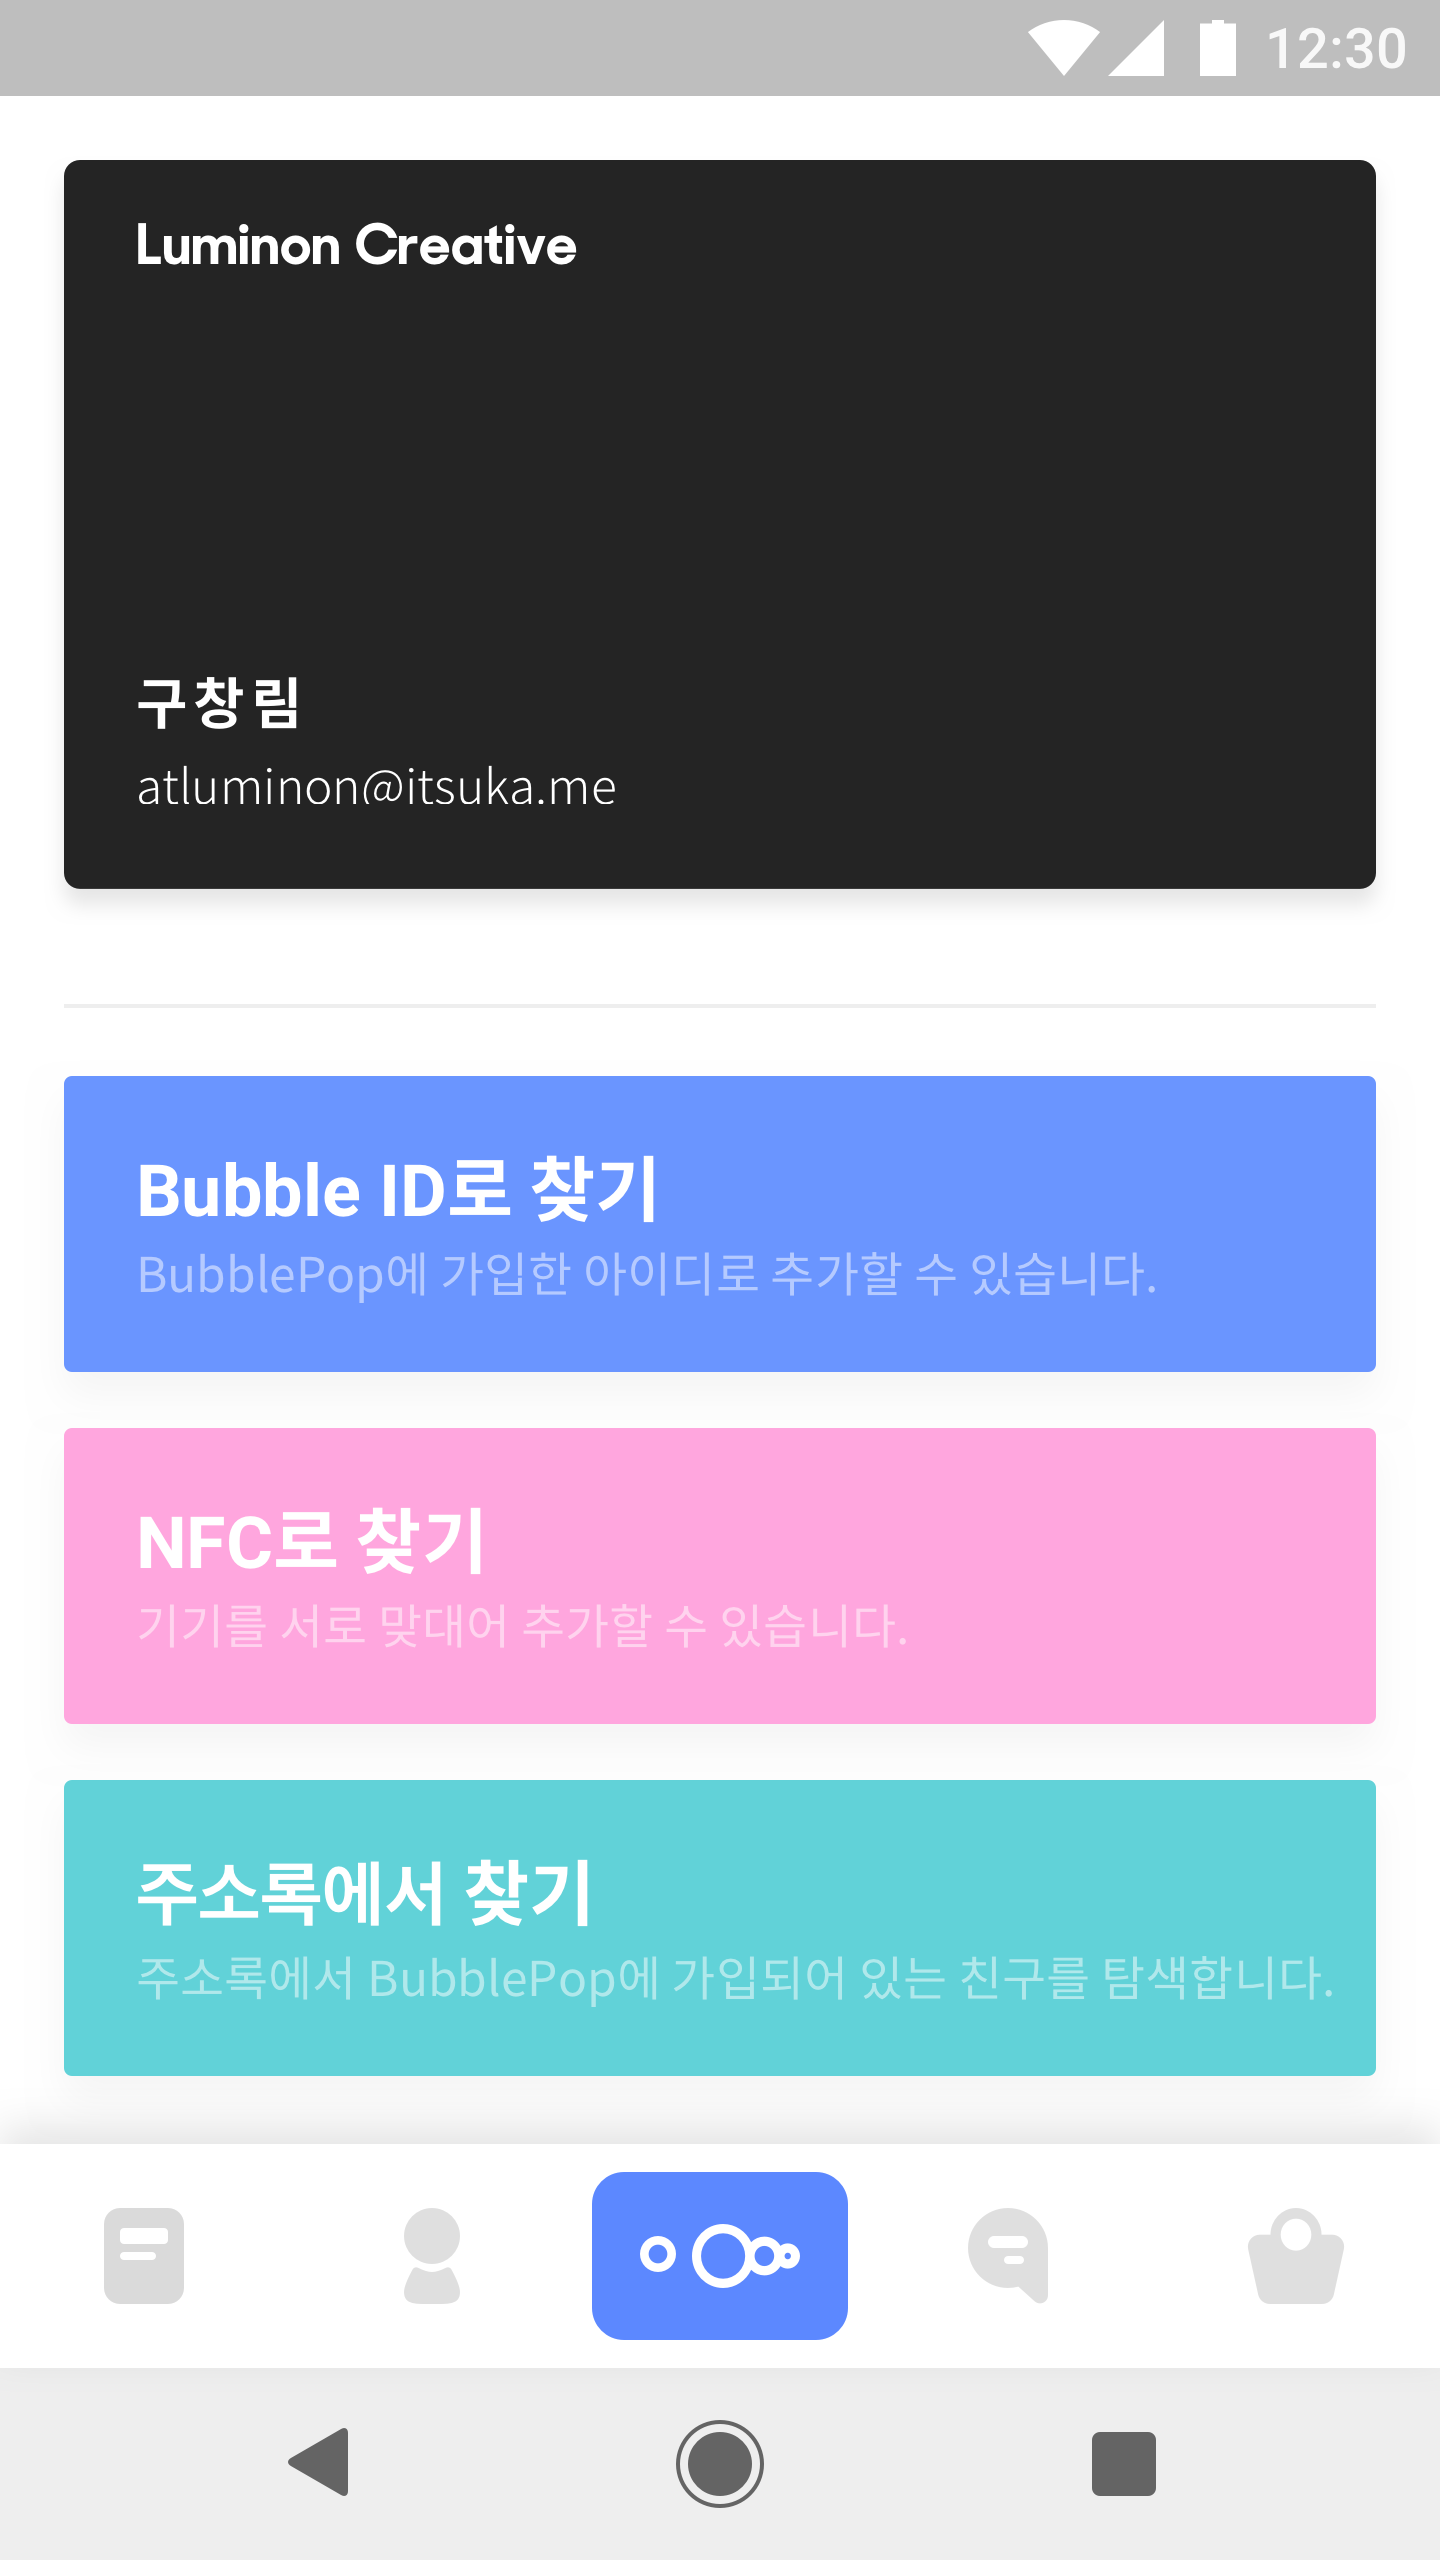 12:30
Luminon Creative
구창림
atluminon@itsuka.me
Bubble ID로 찾기
BubblePop에 가입한 아이디로 추가할 수 있습니다.
NFC로 찾기
기기를 서로 맞대어 추가할 수 있습니다.
주소록에서 찾기
주소록에서 BubblePop에 가입되어 있는 친구를 탐색합니다.